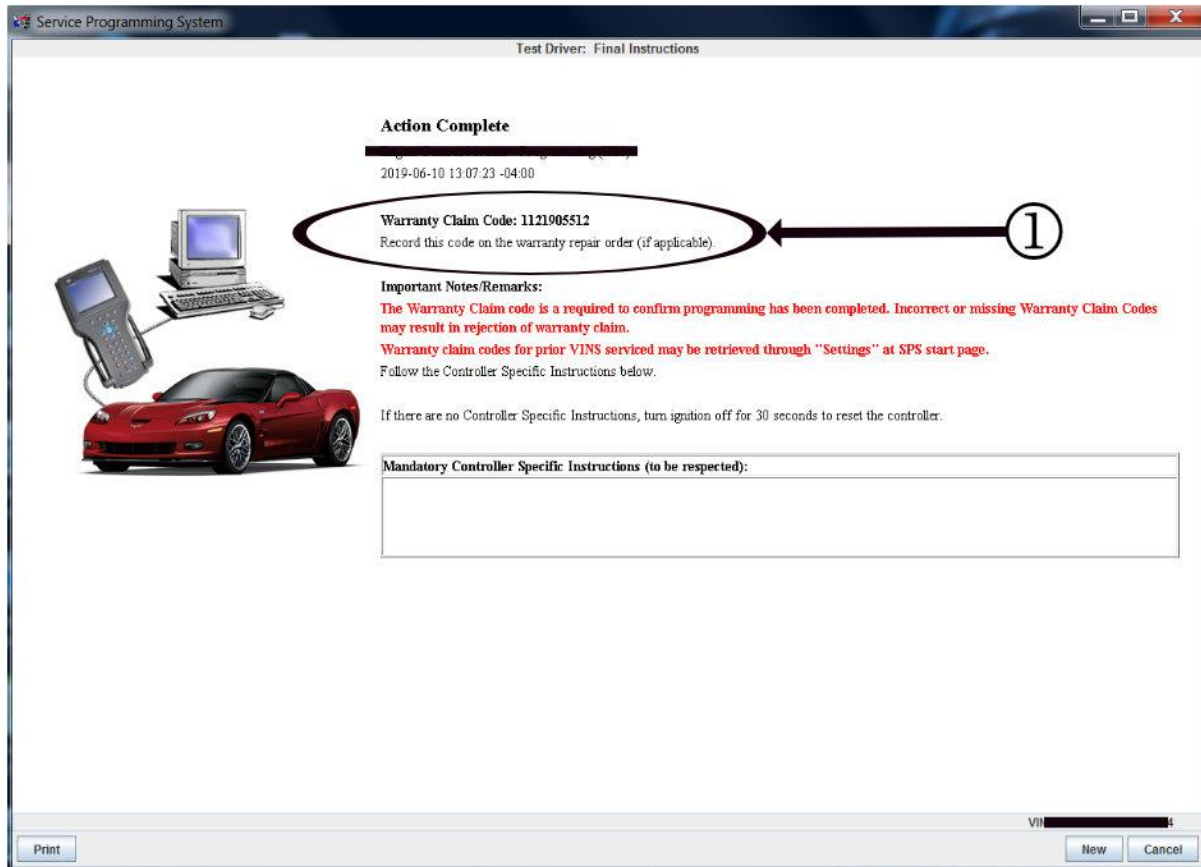 Service Programming System
Test Driver: Final Instructions
Action Complete
2019-06-10 13:07:23 -04:00
Warranty Claim Code: 1121905512
Record this code on the warranty repair order (if applicable).
1
Important Notes/Remarks:
The Warranty Claim code is a required to confirm programming has been completed. Incorrect or missing Warranty Claim Codes
may result in rejection of warranty claim.
Warranty claim codes for prior VINS serviced may be retrieved through "Settings" at SPS start page.
Follow the Controller Specific Instructions below.
If there are no Controller Specific Instructions, turn ignition off for 30 seconds to reset the controller.
Mandatory Controller Specific Instructions (to be respected):
4
Print
New
Cancel